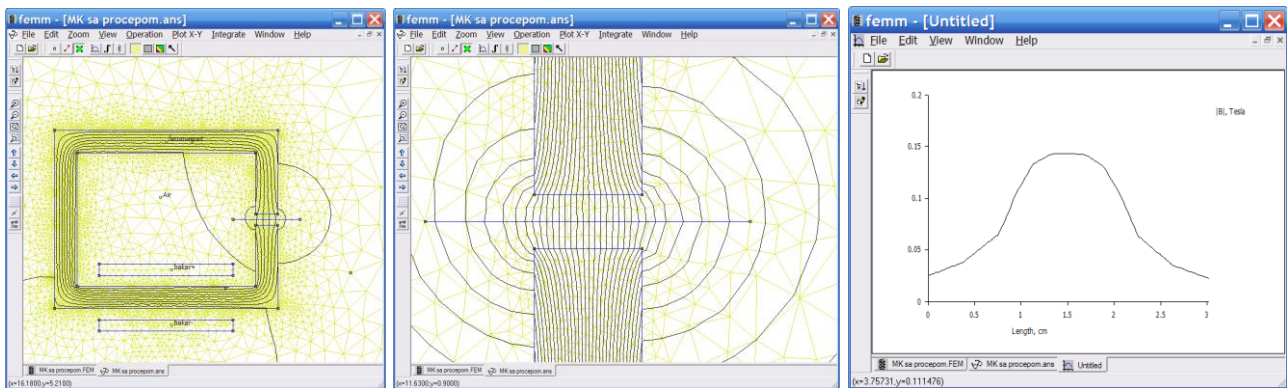 femm - [MK sa procepom.ans]
File Edit Zoom View Operation Plot X-Y Integrate Window Help
Air
bakar+
bakar-
MK sa procepom.FEM MK sa procepom.ans
(x=16.1800;y=5.2100)
femm - [MK sa procepom.ans]
File Edit Zoom View Operation Plot X-Y Integrate Window Help
MK sa procepom.FEM MK sa procepom.ans
(x=11.6300;y=0.9000)
femm - [Untitled]
File Edit View Window Help
0.2
|B|, Tesla
0.15
0.1
0.05
0
0 0.5 1 1.5 2 2.5 3
Length, cm
MK sa procepom.FEM MK sa procepom.ans Untitled
(x=3.75731,y=0.111476)